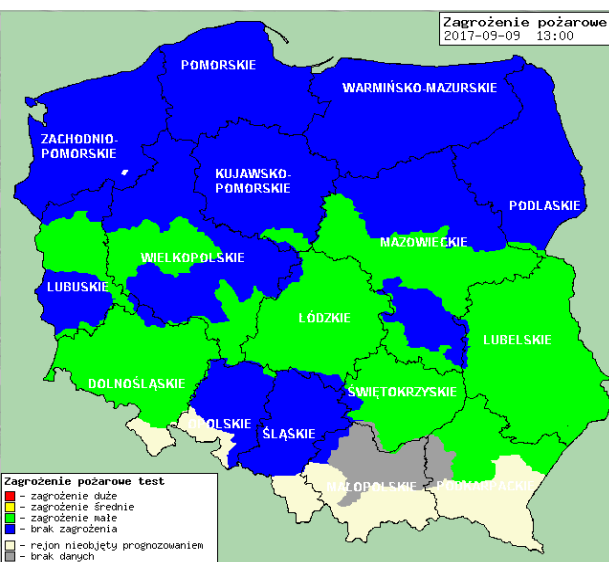 Zagrożenie pożarowe
2017-09-09 13:00
POMORSKIE
WARMIŃSKO-MAZURSKIE
ZACHODNIO-
POMORSKIE
KUJAWSKO-
POMORSKIE
PODLASKIE
MAZOWIECKIE
WIELKOPOLSKIE
LUBUSKIE
ŁÓDZKIE
LUBELSKIE
DOLNOŚLĄSKIE
ŚWIĘTOKRZYSKIE
OPOLSKIE
ŚLĄSKIE
MAŁOPOLSKIE
PODKARPACKIE
Zagrożenie pożarowe test
- zagrożenie duże
- zagrożenie średnie
- zagrożenie małe
- brak zagrożenia
- rejon nieobjęty prognozowaniem
- brak danych